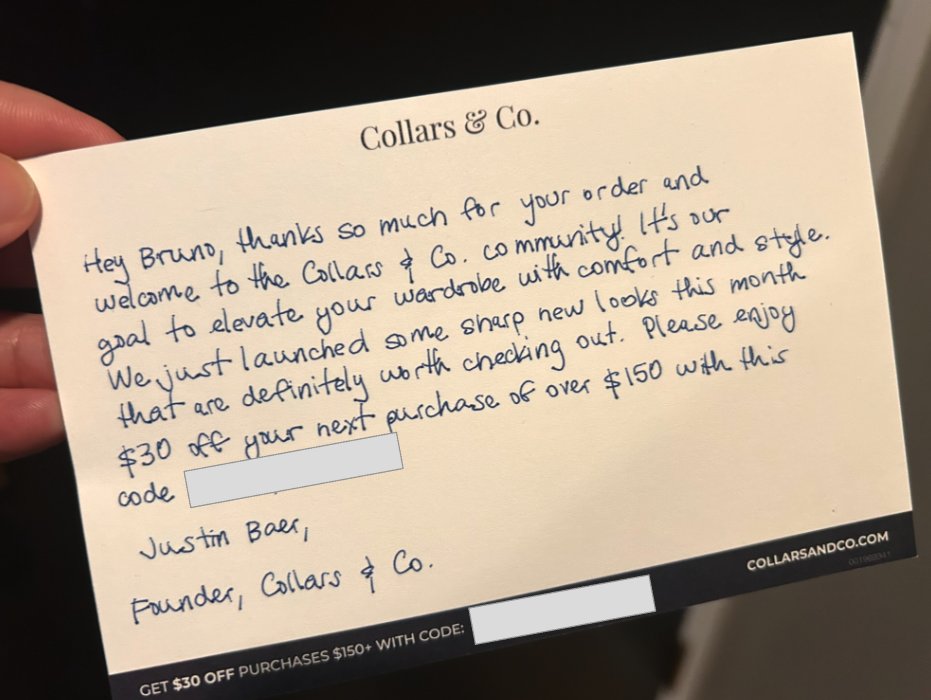 Collars & Co.
Hey Bruno, thanks so much for your order and
welcome to the Collars & Co. community! It's our
goal to elevate your wardrobe with comfort and style.
We just launched some sharp new looks this month
that are definitely worth checking out. Please enjoy
$30 off your next purchase of over $150 with this
code
Justin Baer,
Founder, Collars & Co.
GET $30 OFF PURCHASES $150+ WITH CODE:
COLLARSANDCO.COM